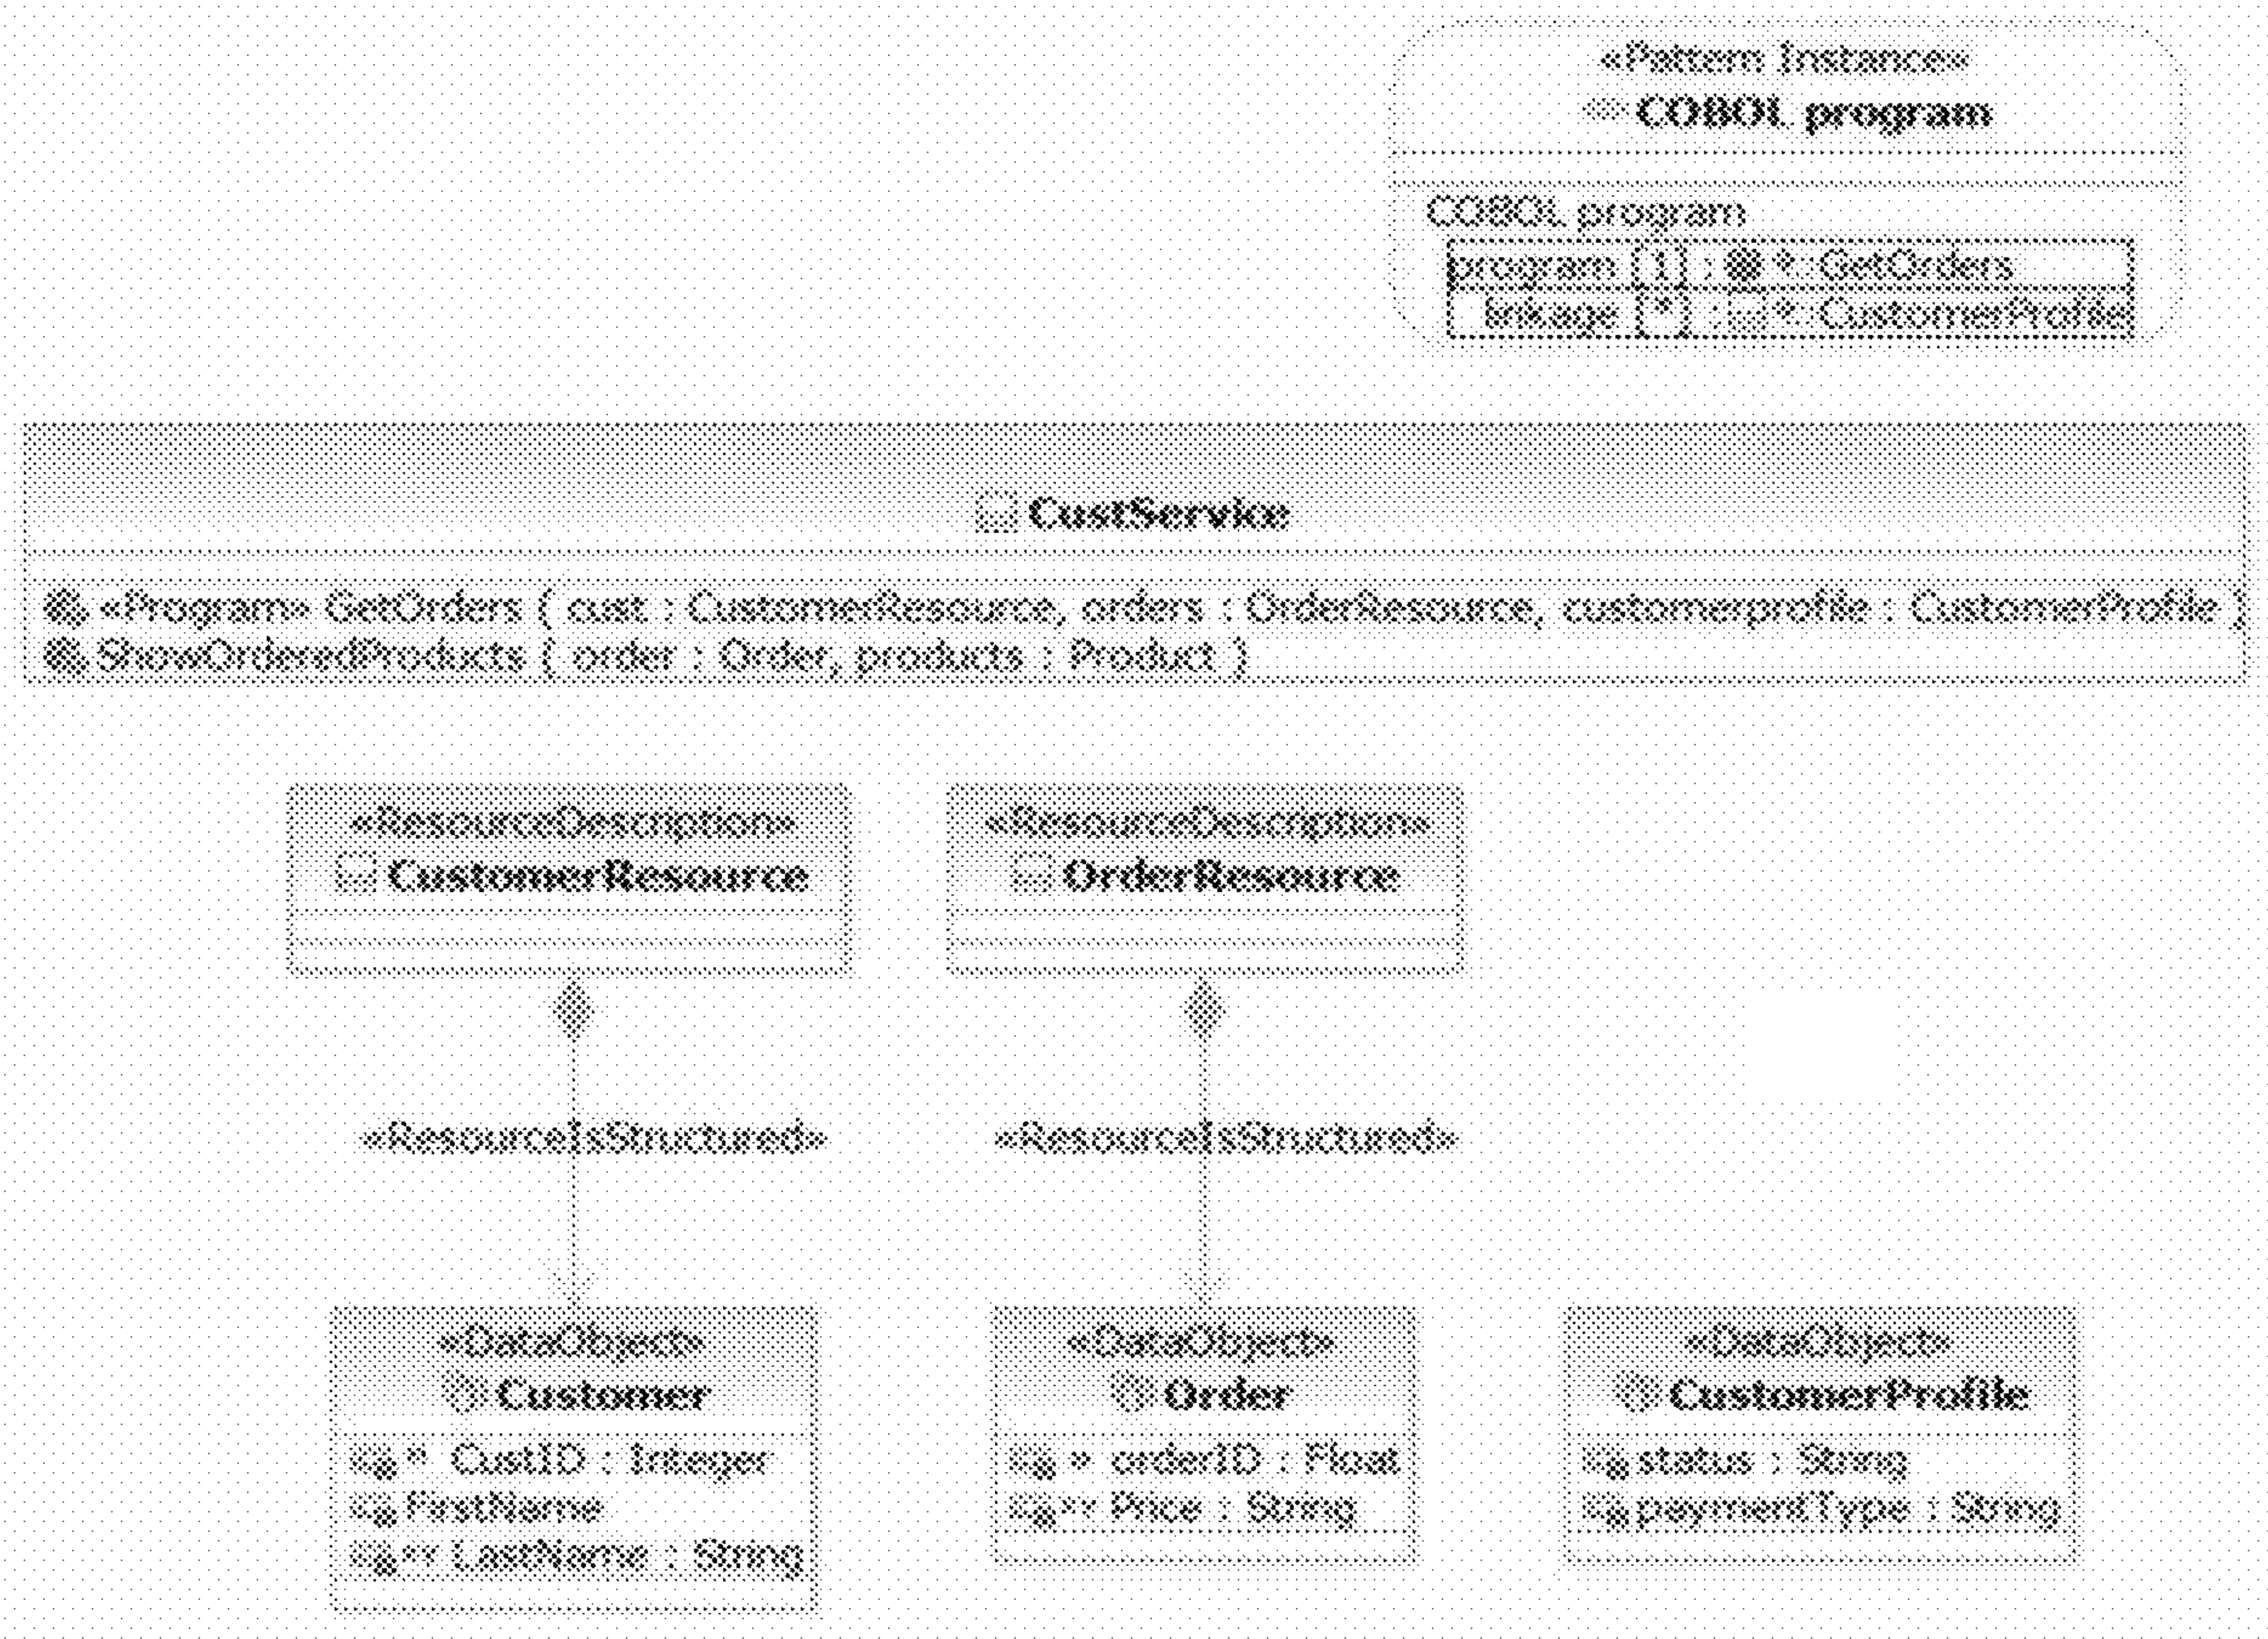 «Pattern Instance»
COBOL program
COBOL program
program [1] : *::GetOrders
linkage [*] : *::CustomerProfile
CustService
«Program» GetOrders ( cust : CustomerResource, orders : OrderResource, customerprofile : CustomerProfile )
ShowOrderedProducts ( order : Order, products : Product )
«ResourceDescription» «ResourceDescription»
CustomerResource OrderResource
«ResourceIsStructured» «ResourceIsStructured»
«DataObject» «DataObject» «DataObject»
Customer Order CustomerProfile
CustID : Integer orderID : Float status : String
FirstName Price : String paymentType : String
LastName : String